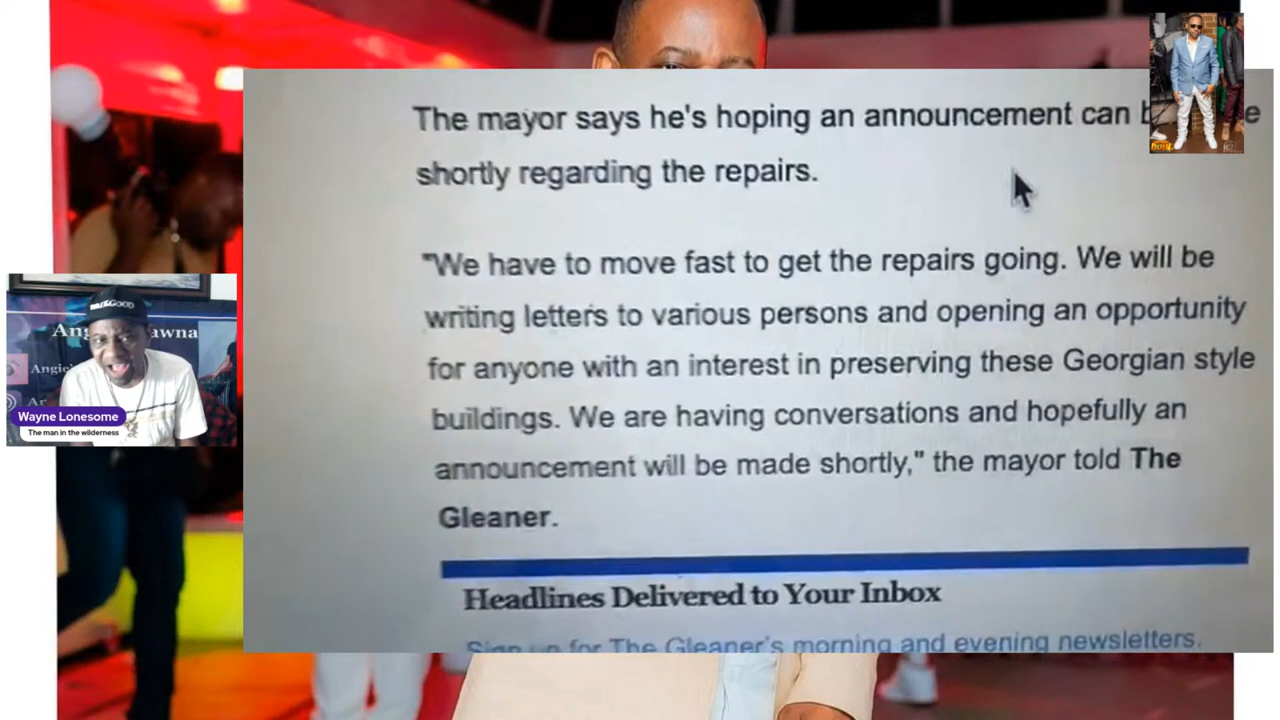 The mayor says he's hoping an announcement can
shortly regarding the repairs.
"We have to move fast to get the repairs going. We will be
writing letters to various persons and opening an opportunity
for anyone with an interest in preserving these Georgian style
buildings. We are having conversations and hopefully an
announcement will be made shortly," the mayor told The
Gleaner.
Headlines Delivered to Your Inbox
Sign up for The Gleaner's morning and evening newsletters.
Wayne Lonesome
The man in the wilderness